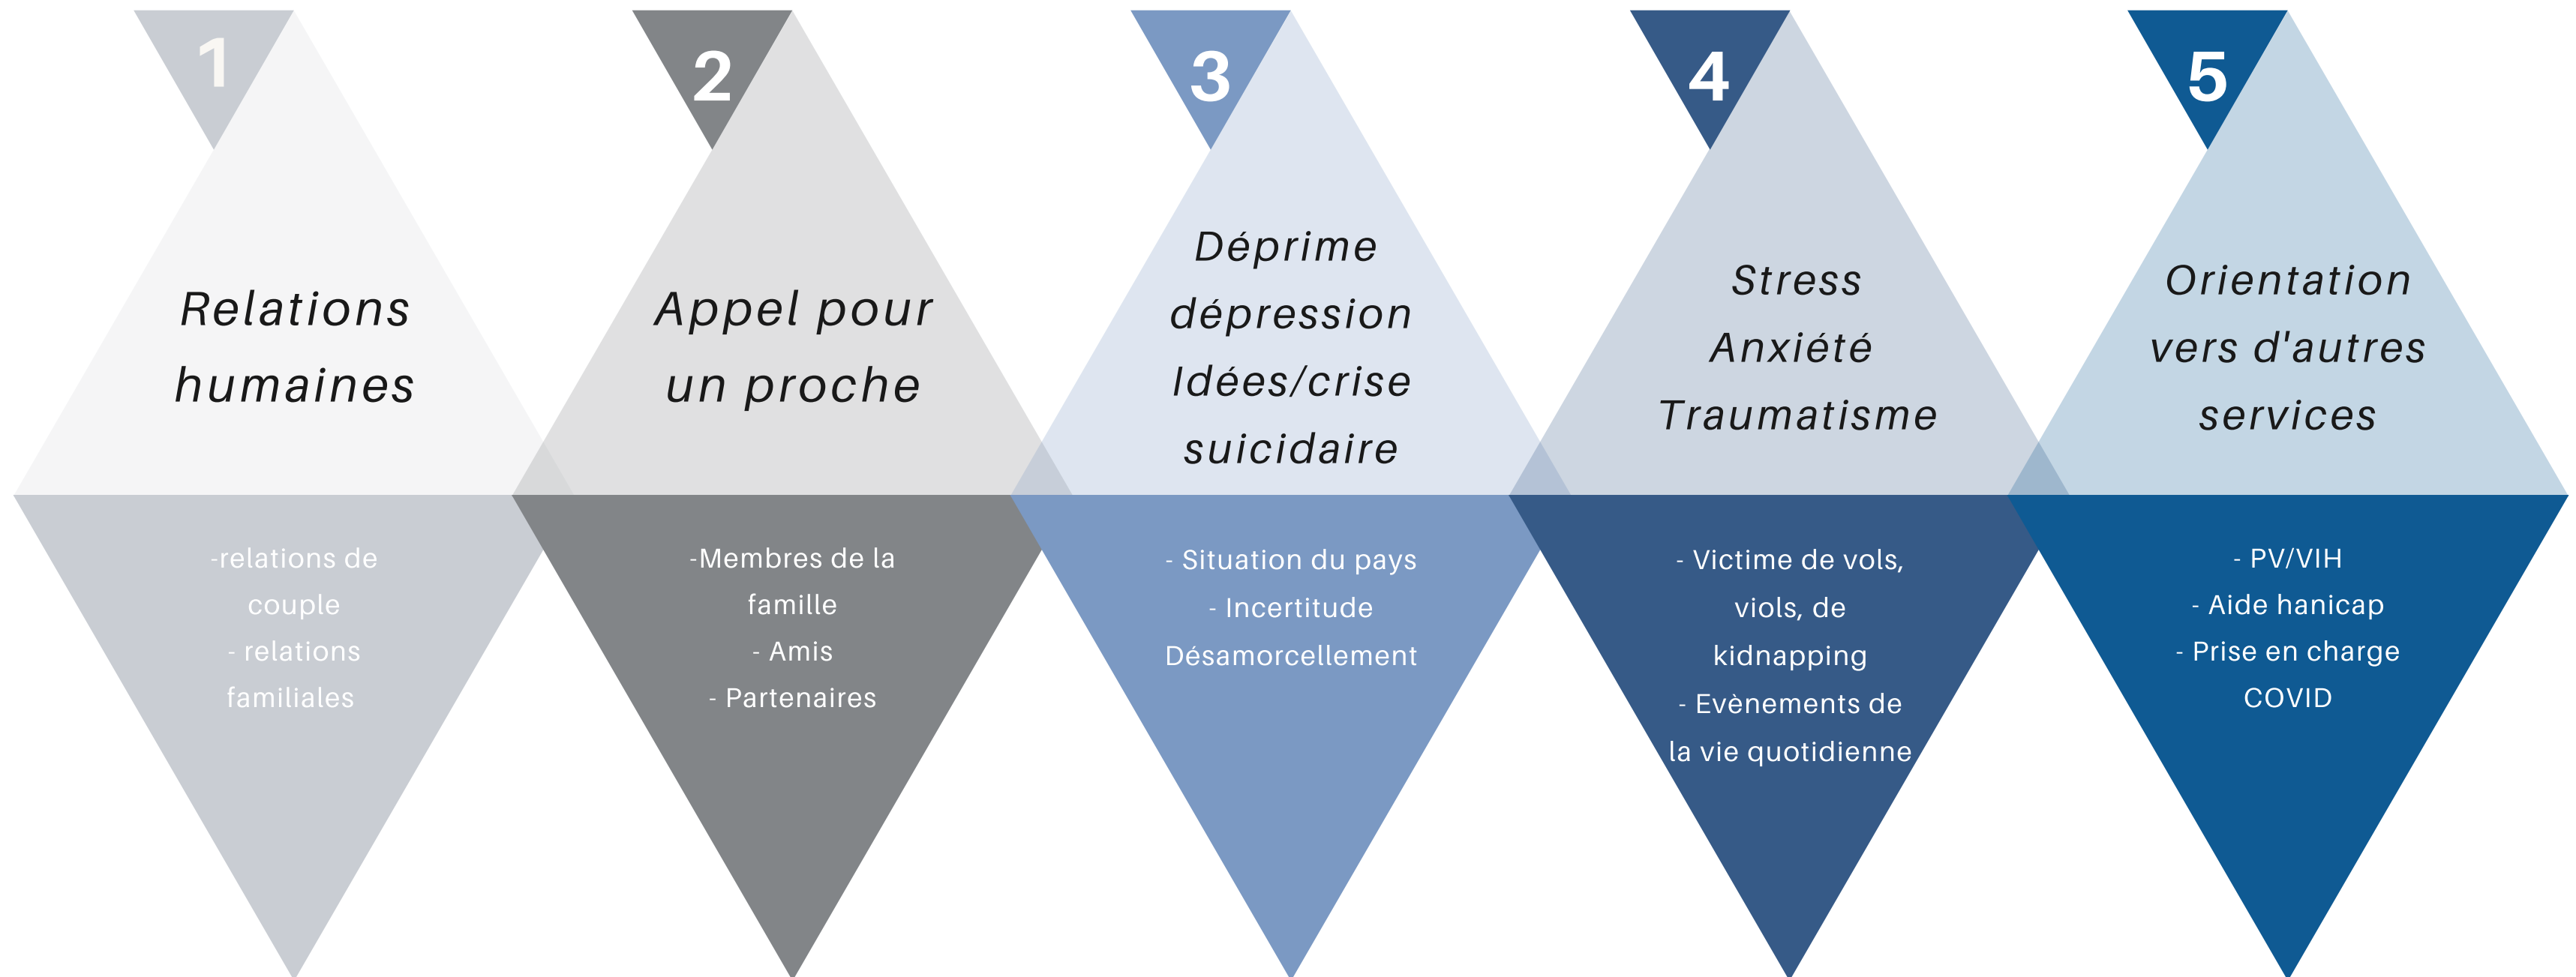 1
Relations
humaines
-relations de
couple
- relations
familiales
2
Appel pour
un proche
-Membres de la
famille
- Amis
- Partenaires
3
Déprime
dépression
Idées/crise
suicidaire
- Situation du pays
- Incertitude
Désamorcellement
4
Stress
Anxiété
Traumatisme
- Victime de vols,
viols, de
kidnapping
- Evènements de
la vie quotidienne
5
Orientation
vers d'autres
services
- PV/VIH
- Aide hanicap
- Prise en charge
COVID